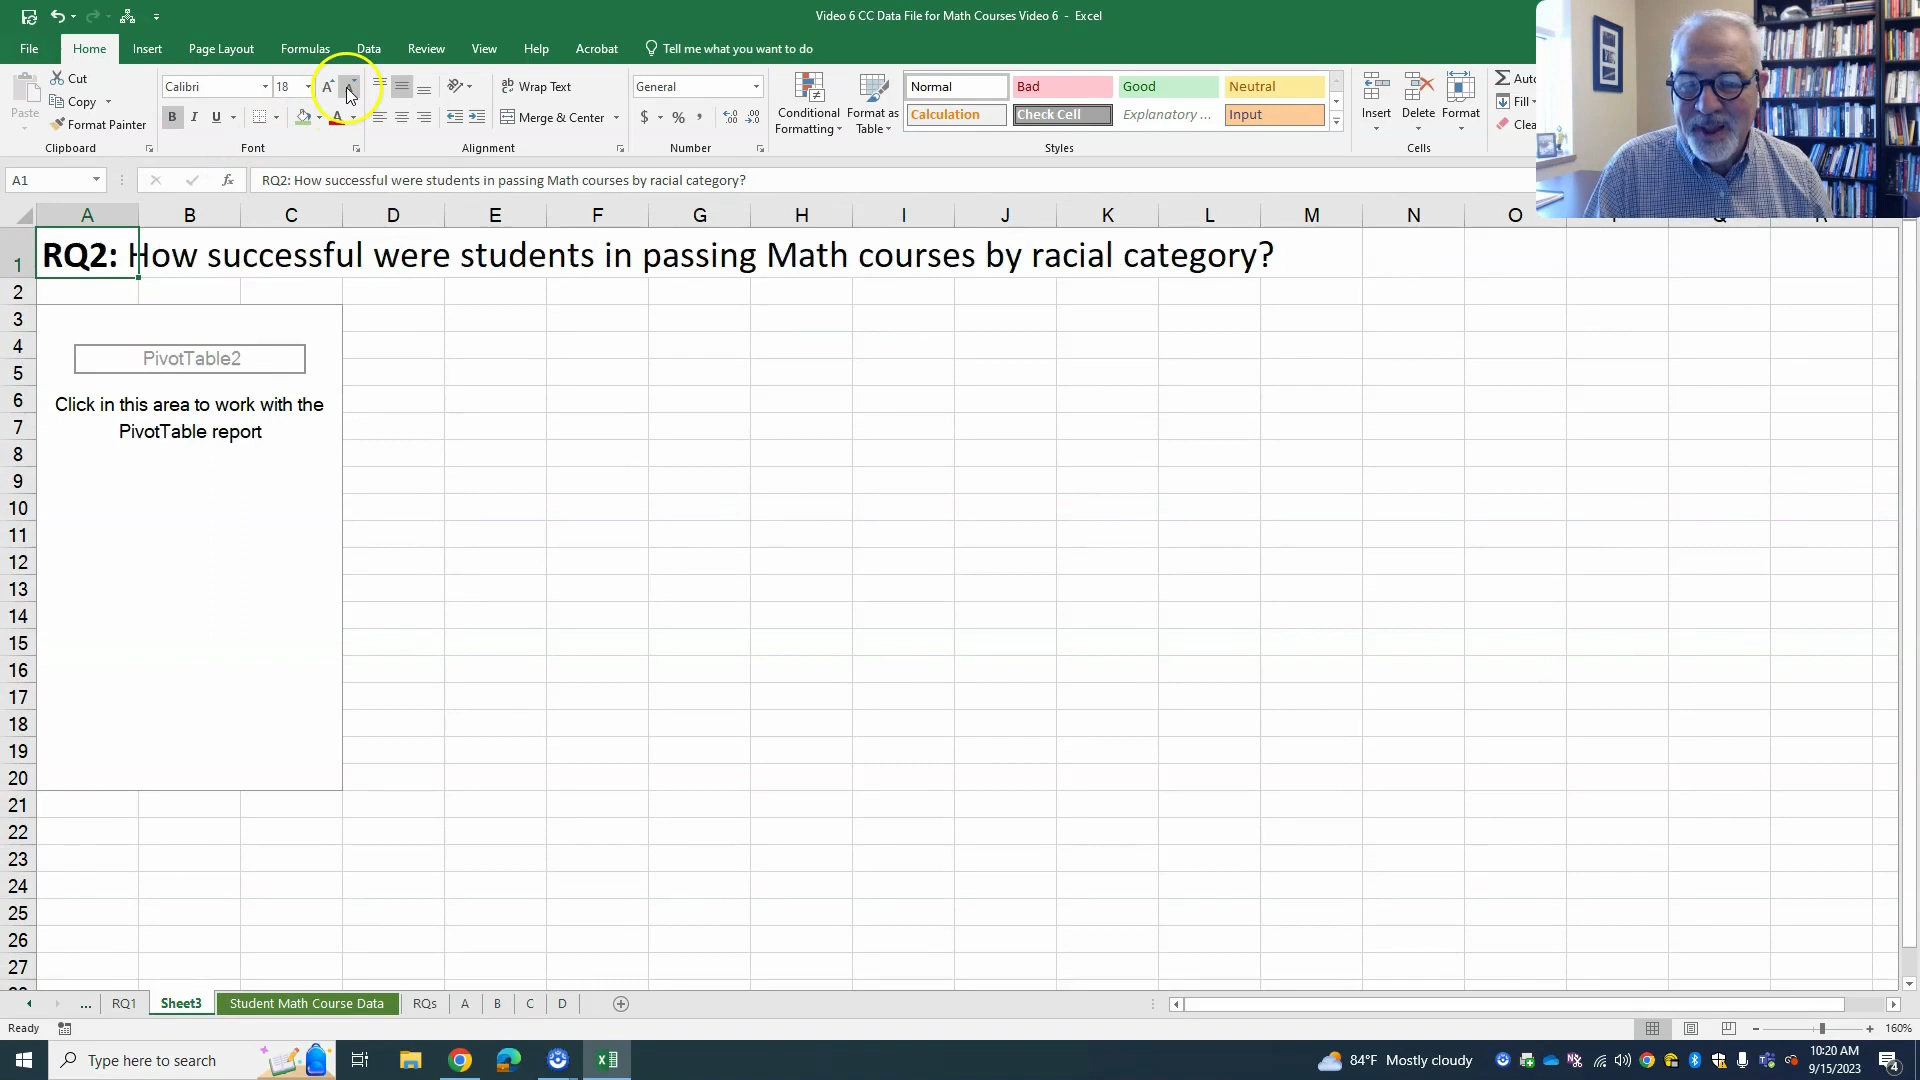 Video 6 CC Data File for Math Courses Video 6 - Excel
File Home Insert Page Layout Formulas Data Review View Help Acrobat Tell me what you want to do
Paste
Cut
Copy
Format Painter
Clipboard
Calibri 18
B I U
Font
Wrap Text
Merge & Center
Alignment
General
$ % ,
Number
Conditional Formatting
Format as Table
Normal Bad Good Neutral
Calculation Check Cell Explanatory ... Input
Styles
Insert Delete Format
Cells
Auto
Fill
Clea
A1
fx
RQ2: How successful were students in passing Math courses by racial category?
A B C D E F G H I J K L M N O
1 RQ2: How successful were students in passing Math courses by racial category?
2
3
4
PivotTable2
5
6
Click in this area to work with the
7
PivotTable report
8
9
10
11
12
13
14
15
16
17
18
19
20
21
22
23
24
25
26
27
... RQ1 Sheet3 Student Math Course Data RQs A B C D
Ready
160%
Type here to search
84°F Mostly cloudy
10:20 AM
9/15/2023
4